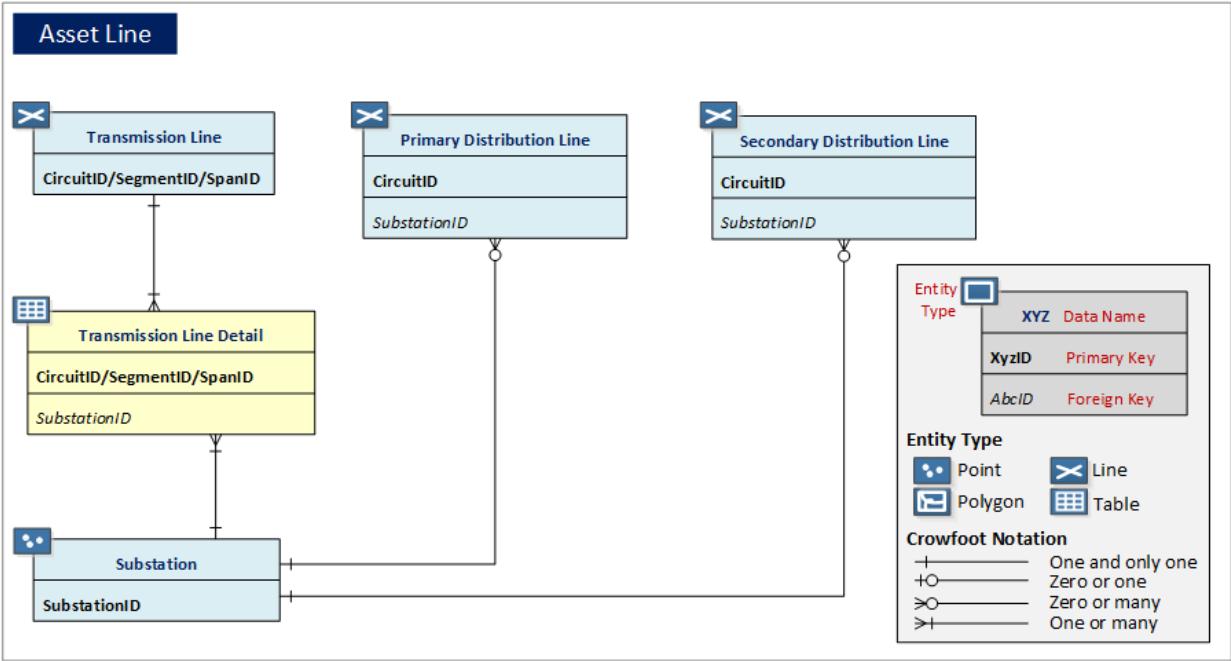 Asset Line
Transmission Line
CircuitID/SegmentID/SpanID
Primary Distribution Line
CircuitID
SubstationID
Secondary Distribution Line
CircuitID
SubstationID
Transmission Line Detail
CircuitID/SegmentID/SpanID
SubstationID
Substation
SubstationID
Entity
Type
XYZ Data Name
XyzID Primary Key
AbcID Foreign Key
Entity Type
Point
Line
Polygon
Table
Crowfoot Notation
One and only one
Zero or one
Zero or many
One or many